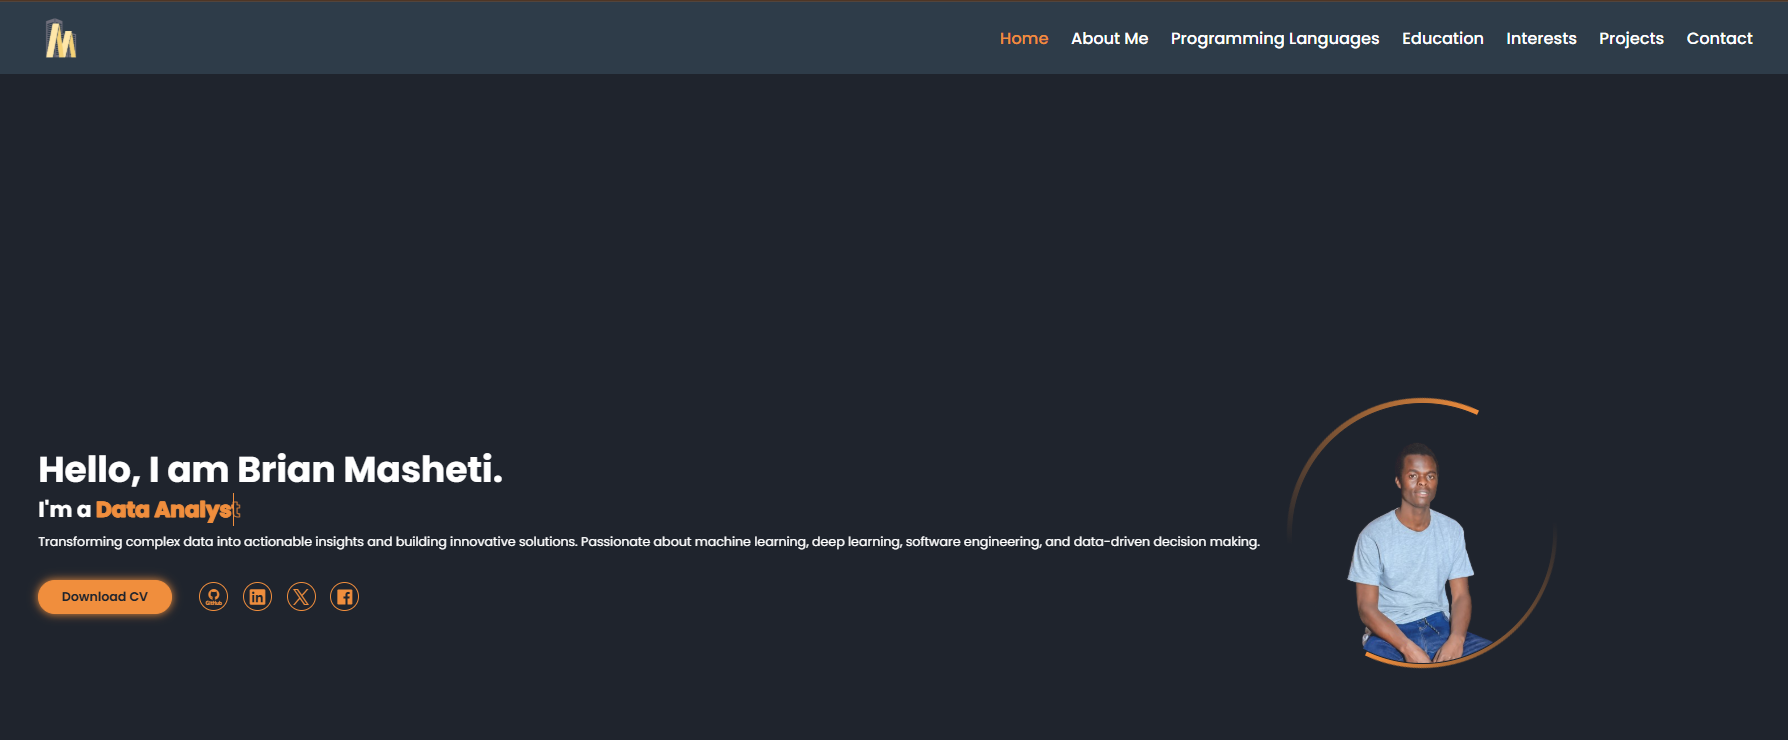 M
Home About Me Programming Languages Education Interests Projects Contact
Hello, I am Brian Masheti.
I'm a Data Analyst
Transforming complex data into actionable insights and building innovative solutions. Passionate about machine learning, deep learning, software engineering, and data-driven decision making.
Download CV GitHub in X f